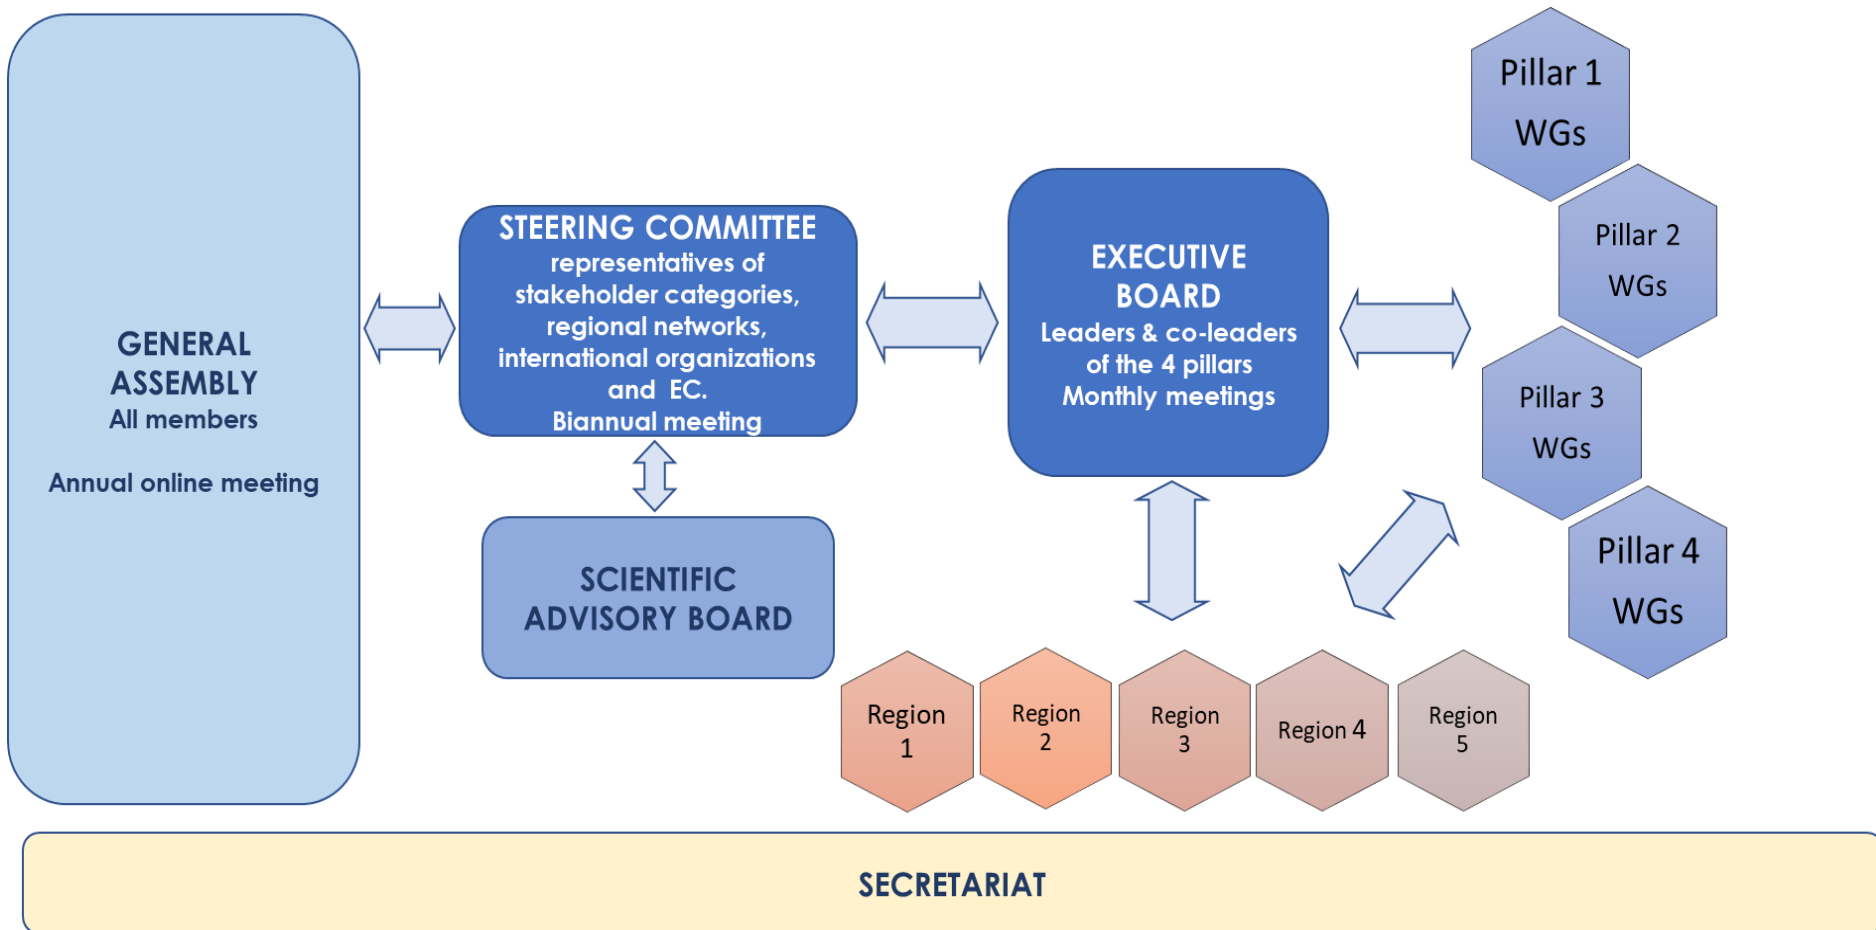 GENERAL
ASSEMBLY
All members
Annual online meeting
STEERING COMMITTEE
representatives of
stakeholder categories,
regional networks,
international organizations
and EC.
Biannual meeting
SCIENTIFIC
ADVISORY BOARD
EXECUTIVE
BOARD
Leaders & co-leaders
of the 4 pillars
Monthly meetings
Pillar 1
WGs
Pillar 2
WGs
Pillar 3
WGs
Pillar 4
WGs
Region
1
Region
2
Region
3
Region 4
Region
5
SECRETARIAT